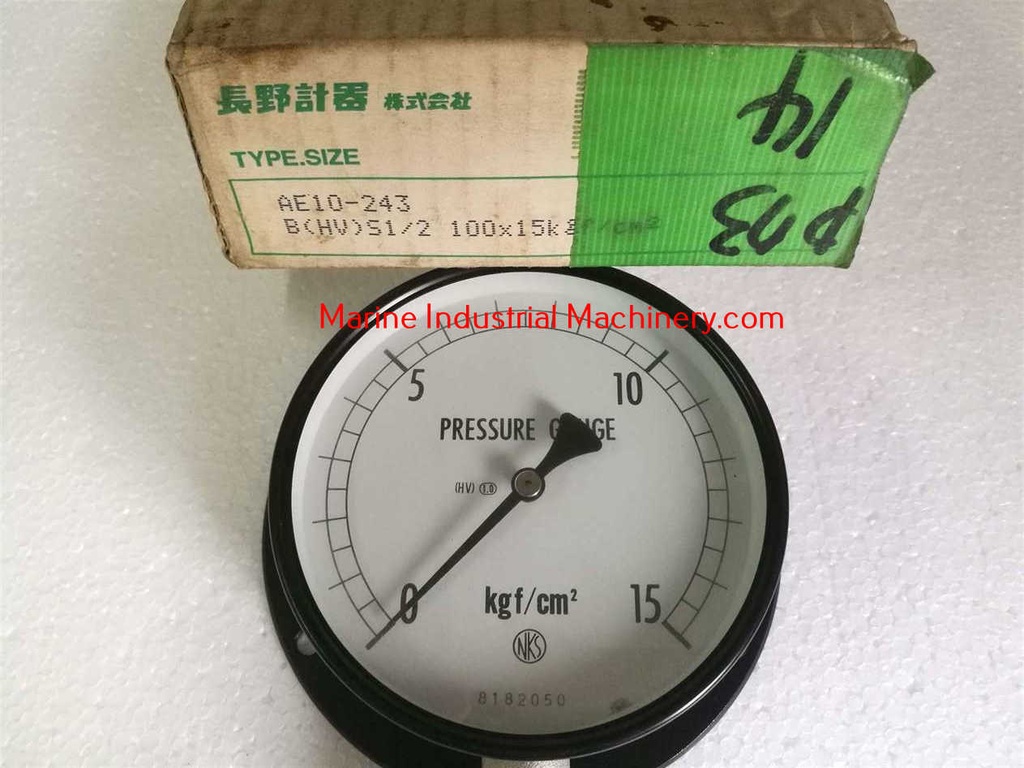 長野計器 株式会社
TYPE.SIZE
AE10-243
B(HV)S1/2 100x15kgf/cm²
14
P03
Marine Industrial Machinery.com
5
10
PRESSURE GAUGE
(HV) 1.0
0
kgf/cm²
15
NKS
8182050